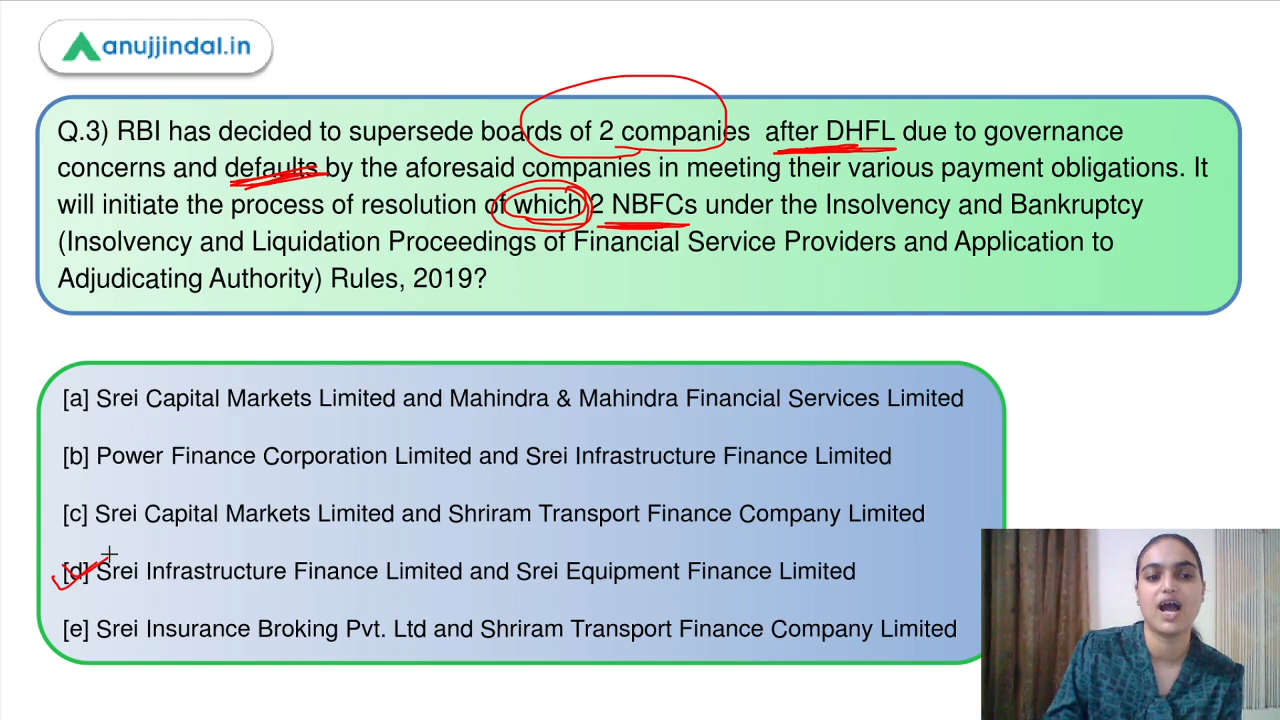 anujjindal.in
Q.3) RBI has decided to supersede boards of 2 companies after DHFL due to governance
concerns and defaults by the aforesaid companies in meeting their various payment obligations. It
will initiate the process of resolution of which 2 NBFCs under the Insolvency and Bankruptcy
(Insolvency and Liquidation Proceedings of Financial Service Providers and Application to
Adjudicating Authority) Rules, 2019?
[a] Srei Capital Markets Limited and Mahindra & Mahindra Financial Services Limited
[b] Power Finance Corporation Limited and Srei Infrastructure Finance Limited
[c] Srei Capital Markets Limited and Shriram Transport Finance Company Limited
[d] Srei Infrastructure Finance Limited and Srei Equipment Finance Limited
[e] Srei Insurance Broking Pvt. Ltd and Shriram Transport Finance Company Limited